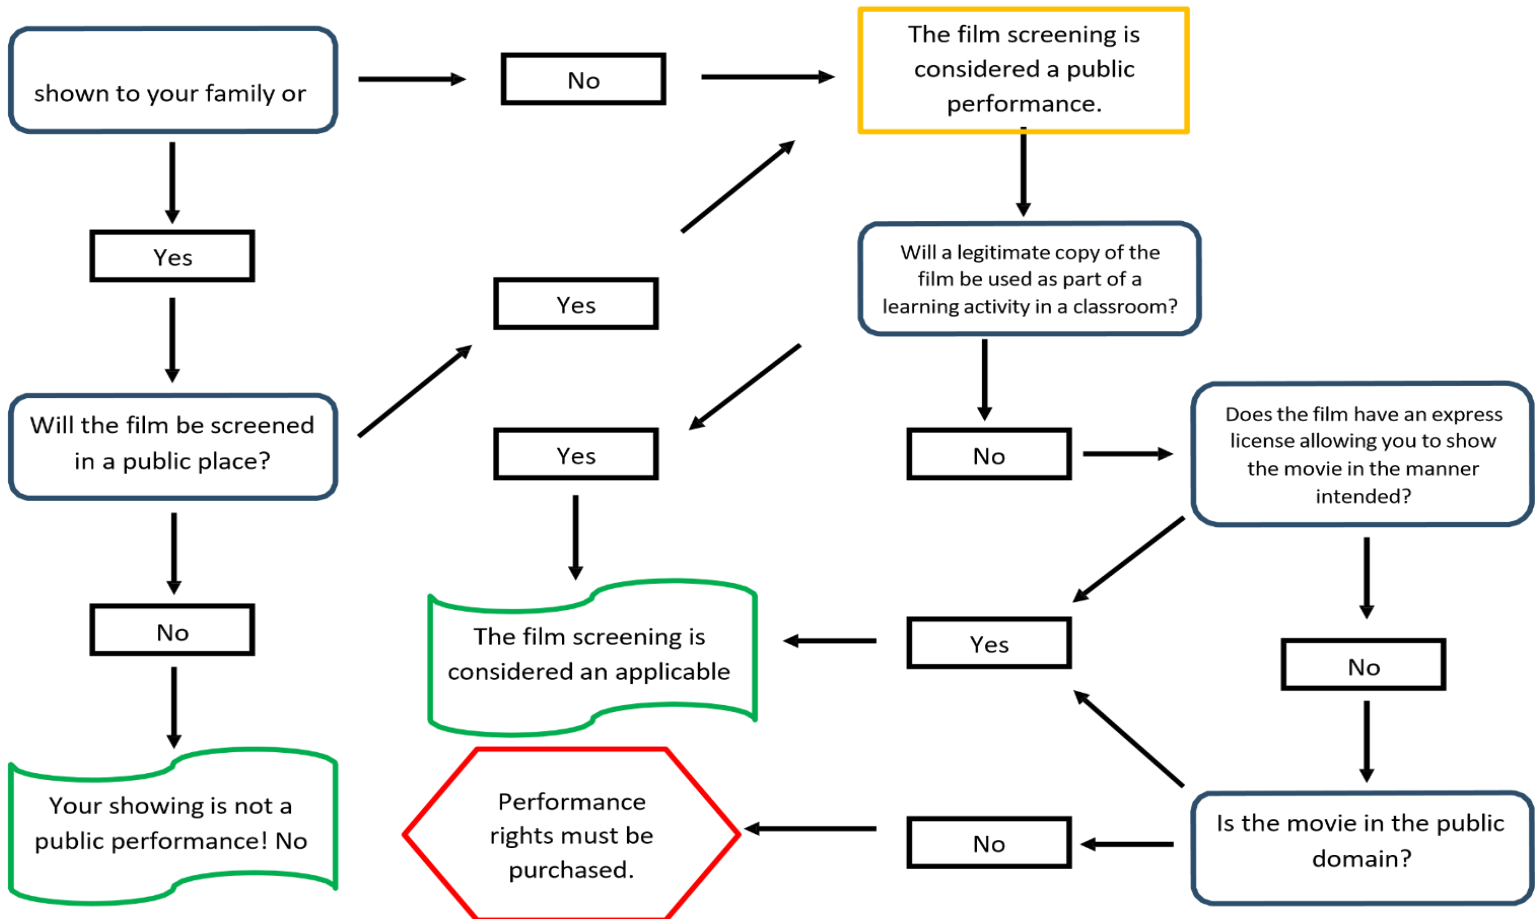 shown to your family or
No
The film screening is
considered a public
performance.
Yes
Will a legitimate copy of the
film be used as part of a
learning activity in a classroom?
Yes
Will the film be screened
in a public place?
Yes
No
Does the film have an express
license allowing you to show
the movie in the manner
intended?
No
The film screening is
considered an applicable
Yes
No
Your showing is not a
public performance! No
Performance
rights must be
purchased.
No
Is the movie in the public
domain?